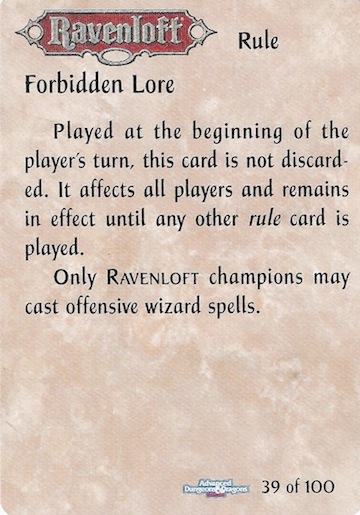 Ravenloft
Rule
Forbidden Lore
Played at the beginning of the
player's turn, this card is not discard-
ed. It affects all players and remains
in effect until any other rule card is
played.
Only RAVENLOFT champions may
cast offensive wizard spells.
Advanced
Dungeons & Dragons
39 of 100